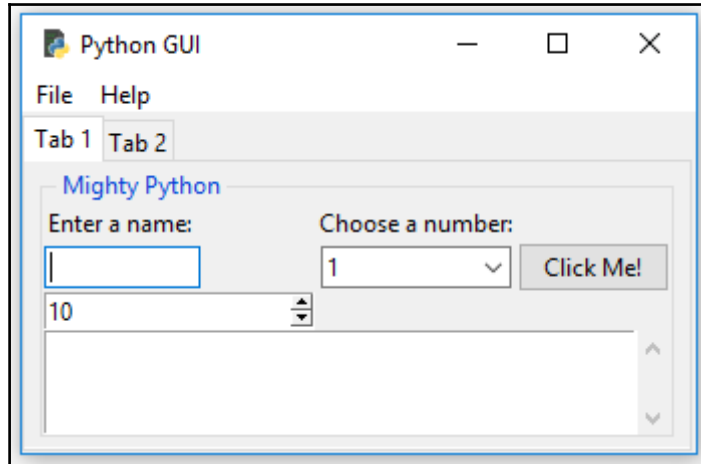 Python GUI
File Help
Tab 1 Tab 2
Mighty Python
Enter a name: Choose a number:
1 Click Me!
10